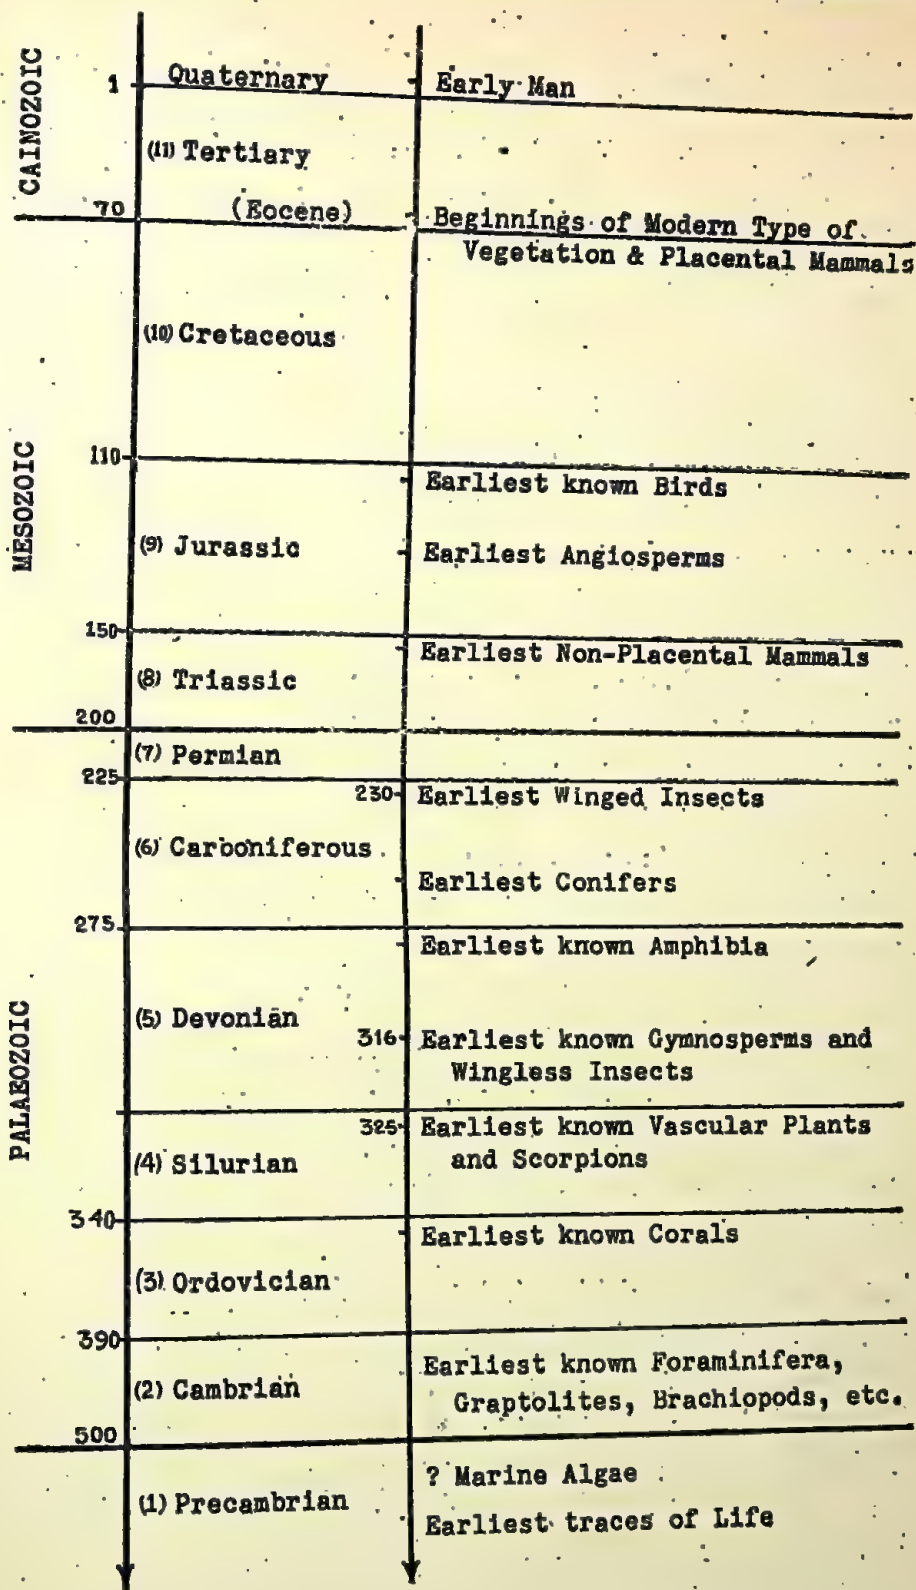 CAINOZOIC
1 Quaternary Early Man
(11) Tertiary
70 (Eocene) Beginnings of Modern Type of
Vegetation & Placental Mammals
(10) Cretaceous
MESOZOIC
110
Earliest known Birds
(9) Jurassic Earliest Angiosperms
150
Earliest Non-Placental Mammals
(8) Triassic
200
(7) Permian
225
230 Earliest Winged Insects
(6) Carboniferous
Earliest Conifers
275
Earliest known Amphibia
PALAEOZOIC
(5) Devonian
316 Earliest known Gymnosperms and
Wingless Insects
325 Earliest known Vascular Plants
(4) Silurian and Scorpions
340
Earliest known Corals
(3) Ordovician
390
Earliest known Foraminifera,
(2) Cambrian Graptolites, Brachiopods, etc.
500
? Marine Algae
(1) Precambrian
Earliest traces of Life